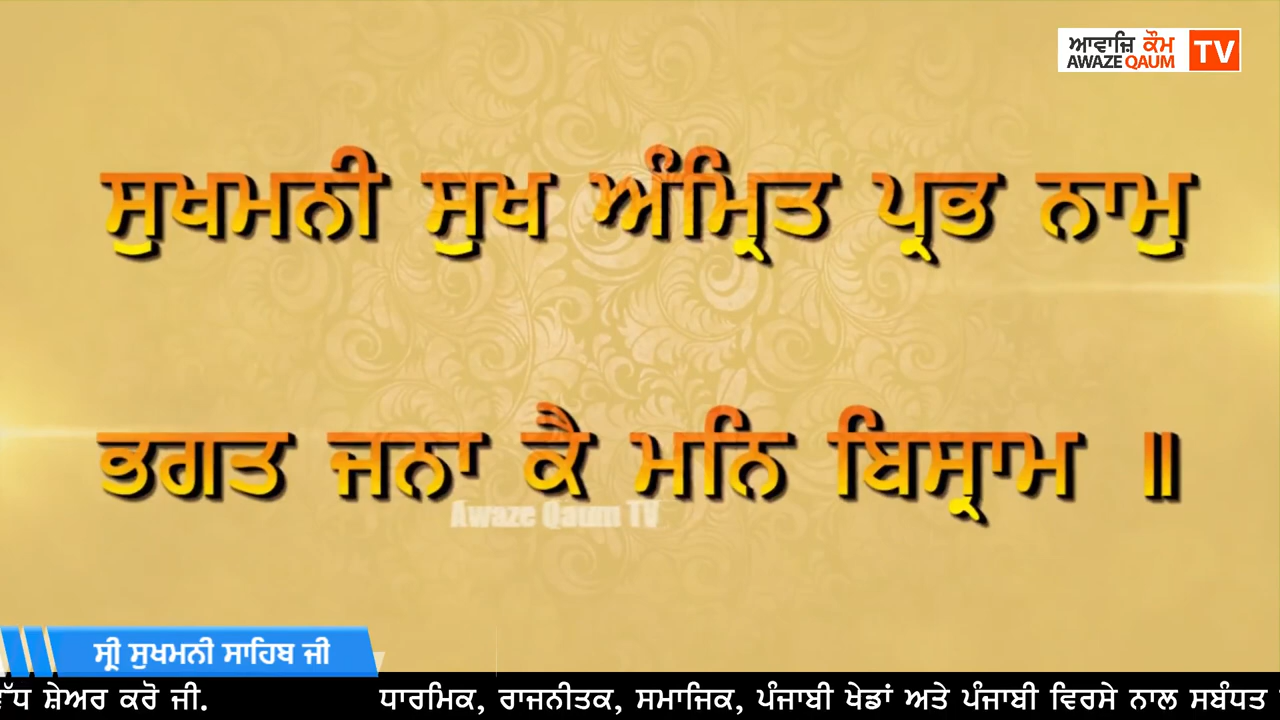 ਆਵਾਜ਼ਿ ਕੌਮ
AWAZE QAUM TV
ਸੁਖਮਨੀ ਸੁਖ ਅੰਮ੍ਰਿਤ ਪ੍ਰਭ ਨਾਮੁ
ਭਗਤ ਜਨਾ ਕੈ ਮਨਿ ਬਿਸ੍ਰਾਮ ॥
Awaze Qaum TV
ਸ੍ਰੀ ਸੁਖਮਨੀ ਸਾਹਿਬ ਜੀ
ਸ਼ੇਅਰ ਕਰੋ ਜੀ. ਧਾਰਮਿਕ, ਰਾਜਨੀਤਕ, ਸਮਾਜਿਕ, ਪੰਜਾਬੀ ਖੇਡਾਂ ਅਤੇ ਪੰਜਾਬੀ ਵਿਰਸੇ ਨਾਲ ਸਬੰਧਤ